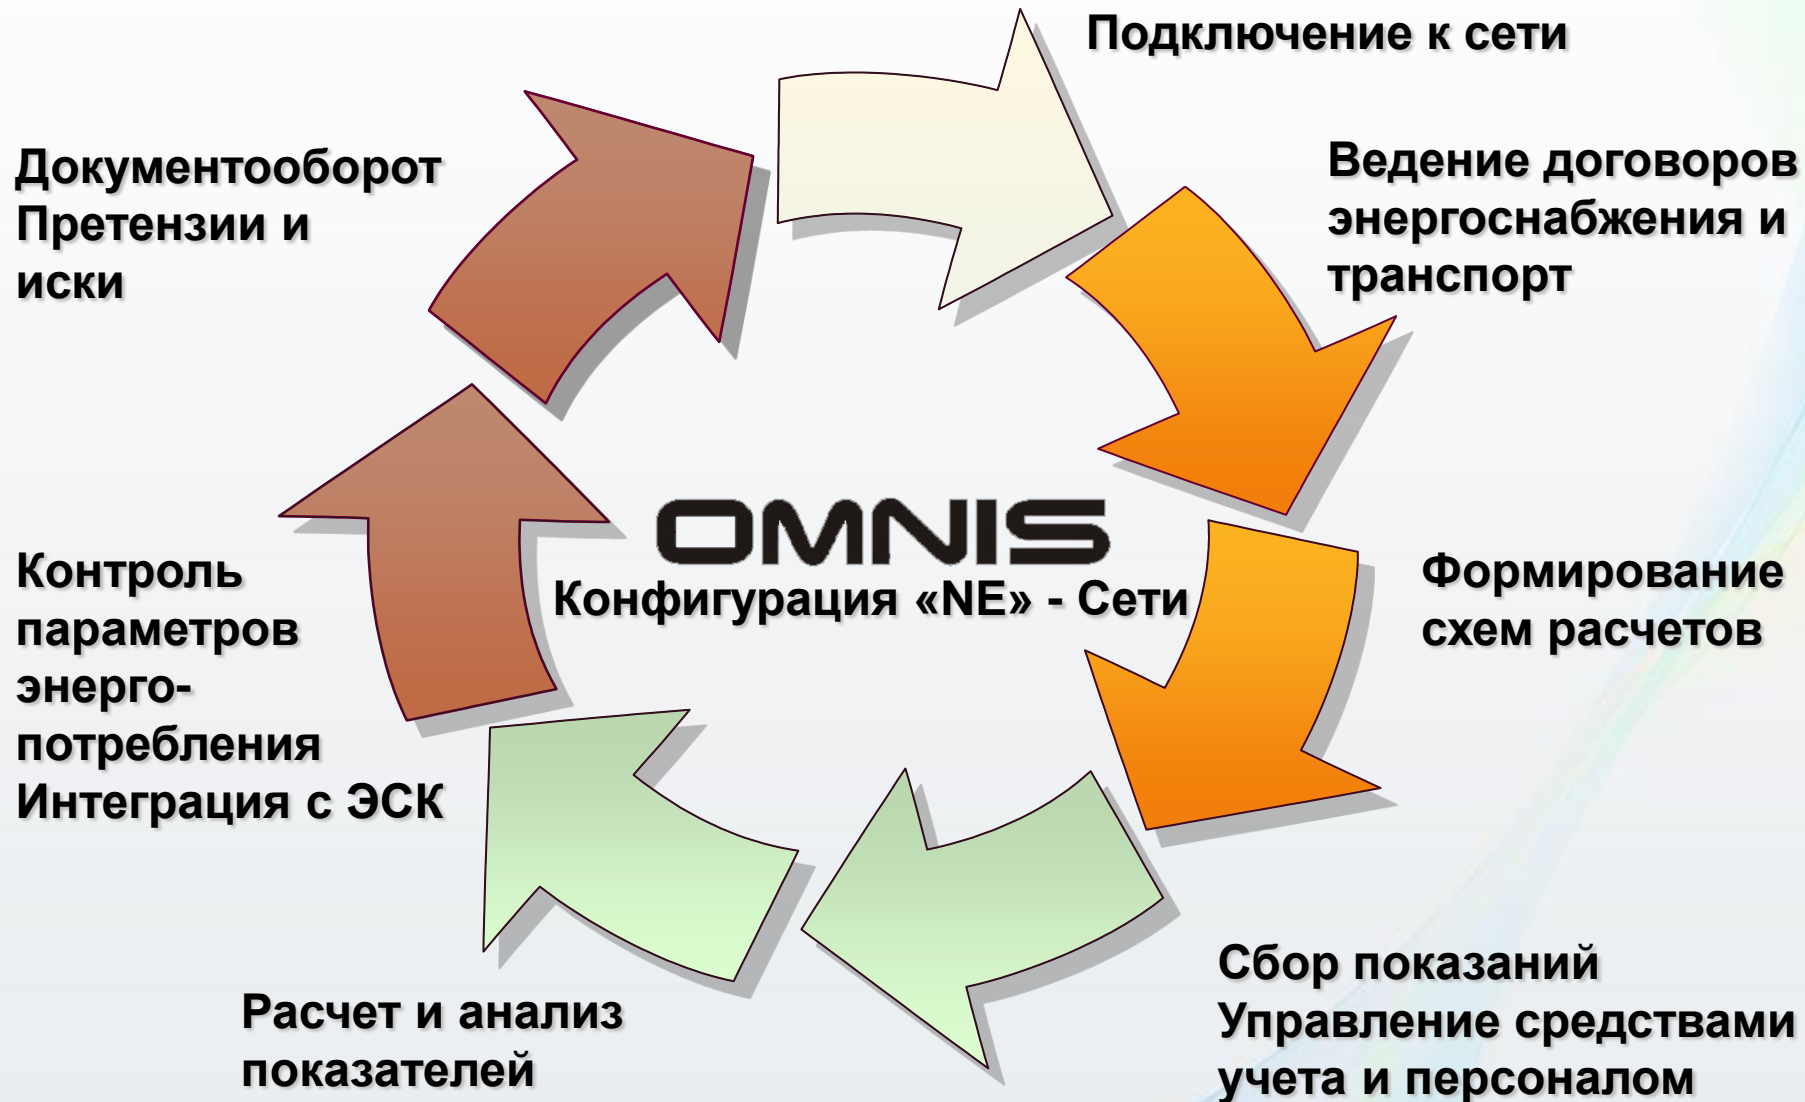 Подключение к сети
Ведение договоров
энергоснабжения и
транспорт
Формирование
схем расчетов
Сбор показаний
Управление средствами
учета и персоналом
Расчет и анализ
показателей
Контроль
параметров
энерго-
потребления
Интеграция с ЭСК
Документооборот
Претензии и
иски
OMNIS
Конфигурация «NE» - Сети